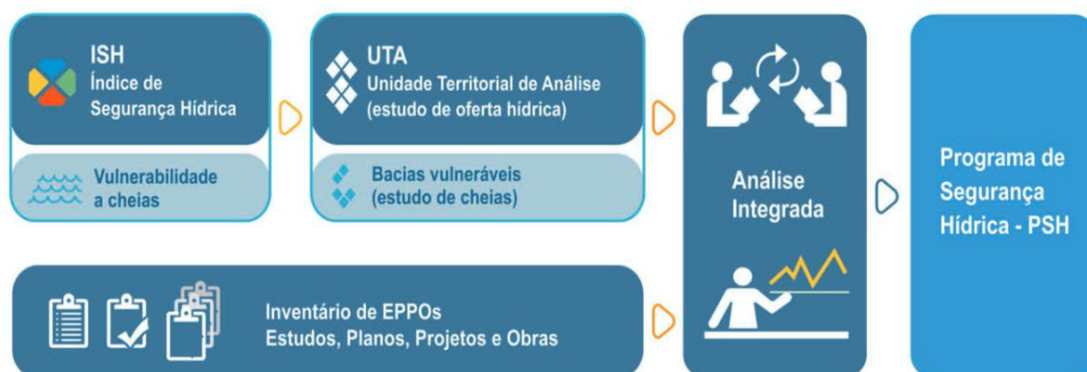 ISH
Índice de
Segurança Hídrica
Vulnerabilidade
a cheias
UTA
Unidade Territorial de Análise
(estudo de oferta hídrica)
Bacias vulneráveis
(estudo de cheias)
Inventário de EPPOs
Estudos, Planos, Projetos e Obras
Análise
Integrada
Programa de
Segurança
Hídrica - PSH